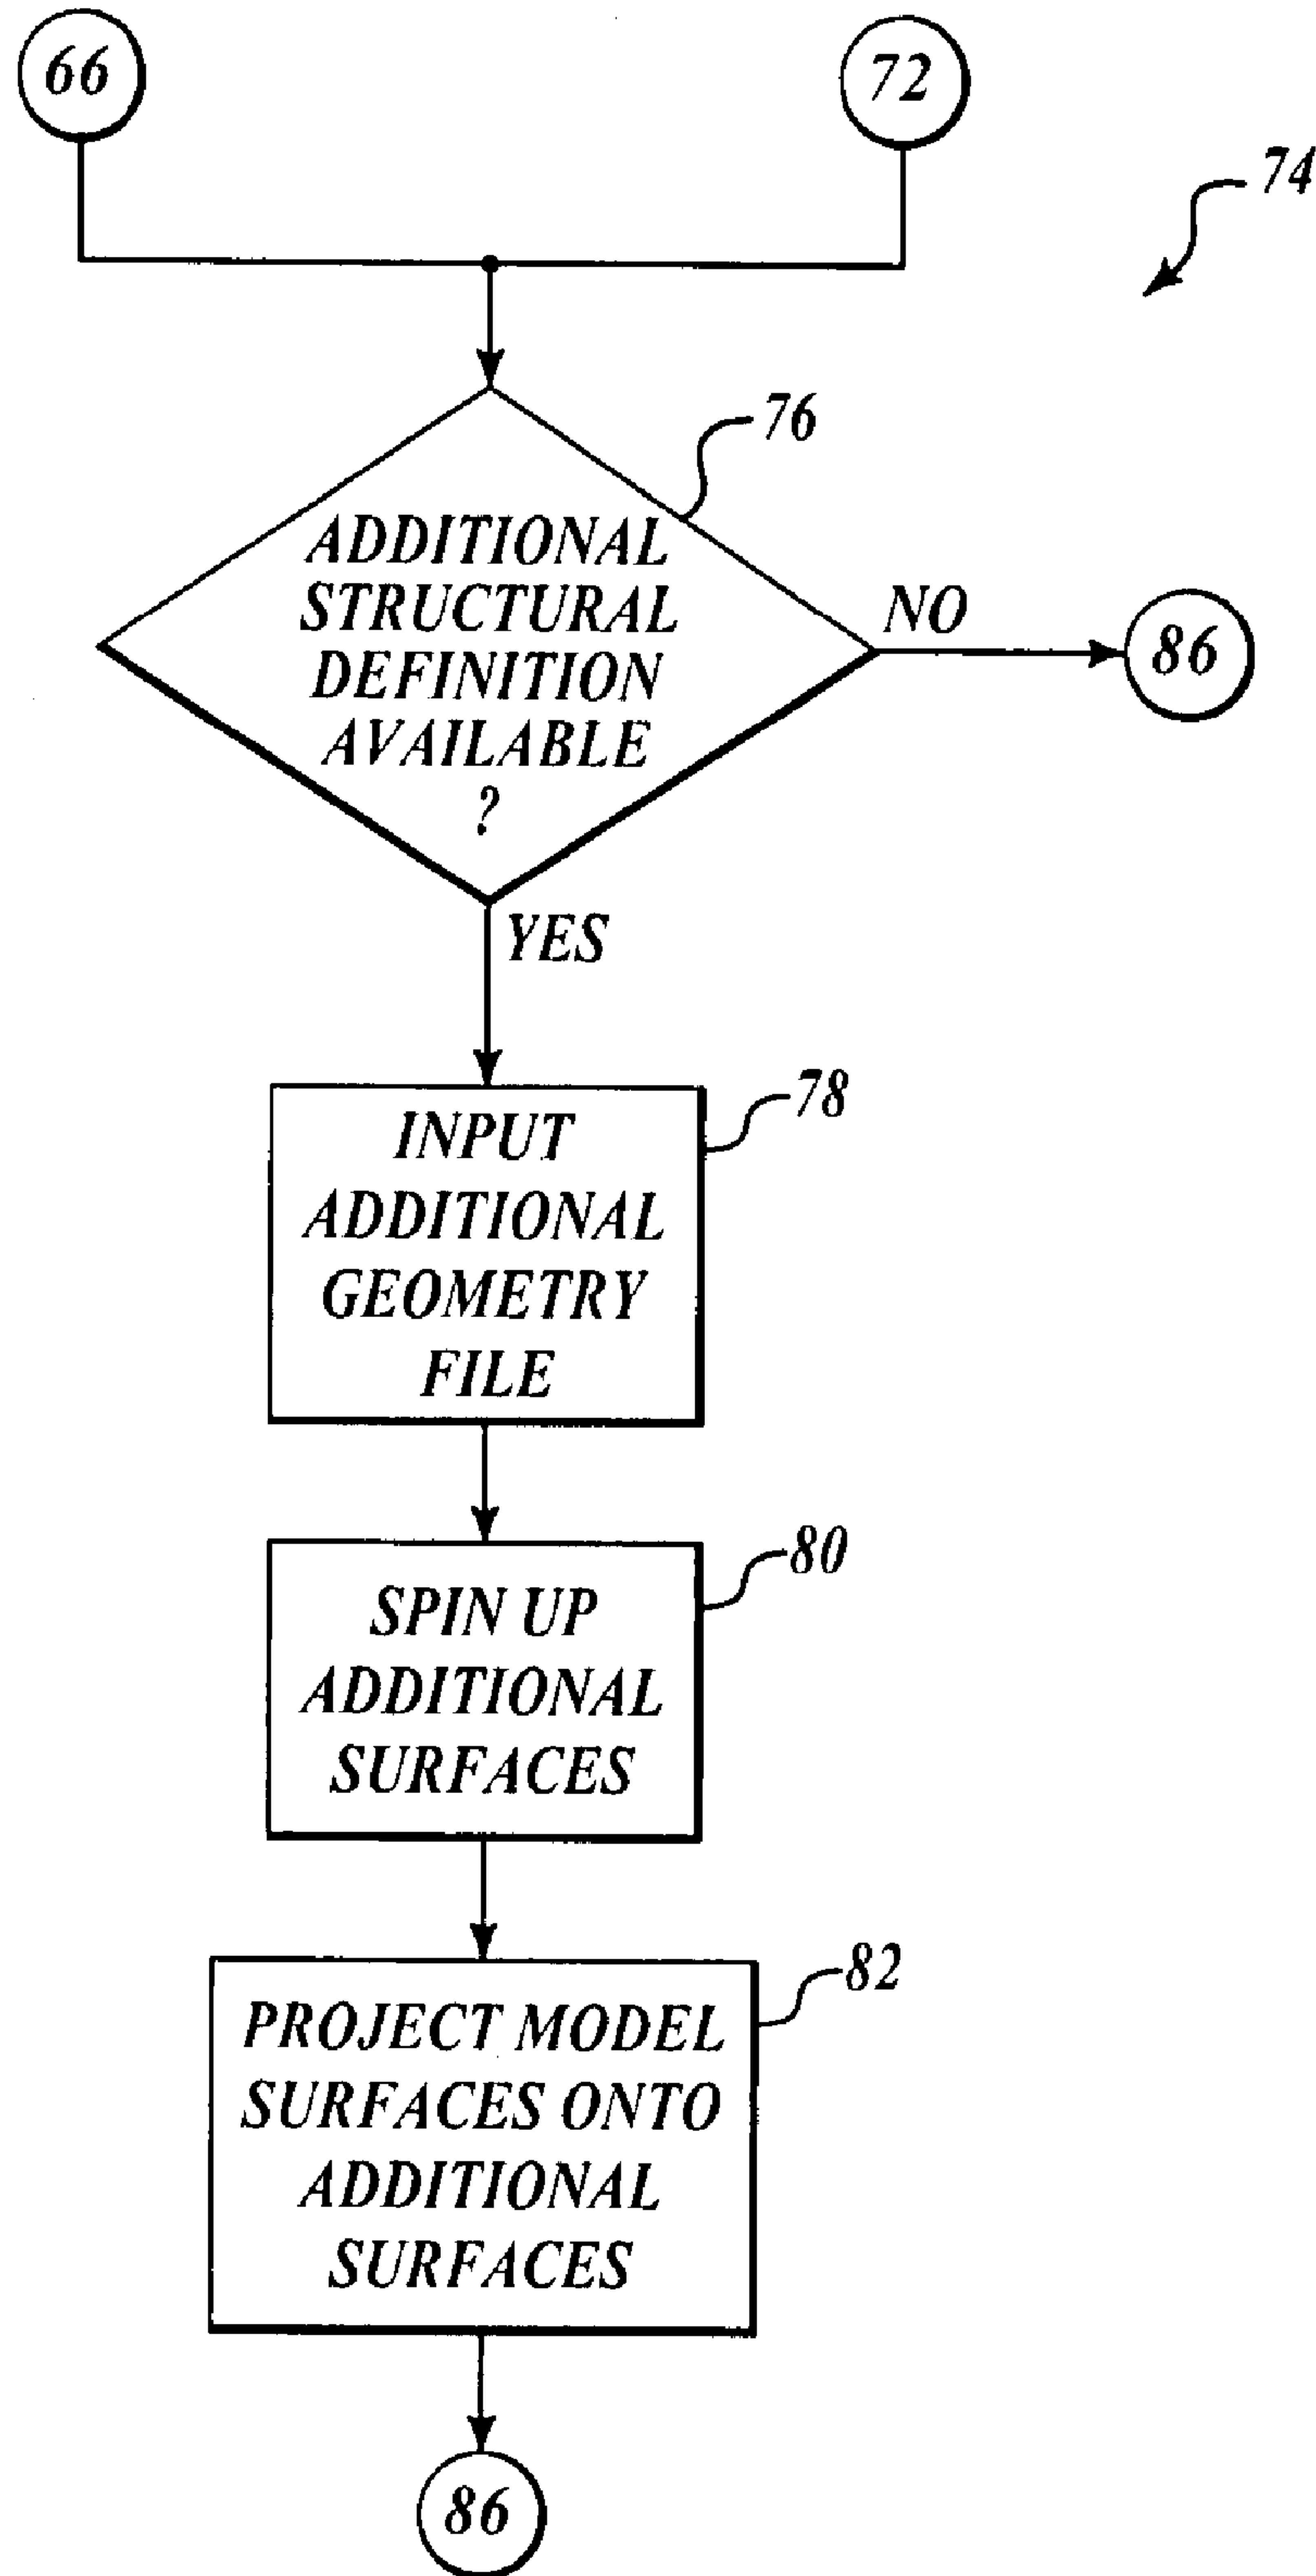 66
72
74
76
ADDITIONAL
STRUCTURAL
DEFINITION
AVAILABLE
?
NO
86
YES
78
INPUT
ADDITIONAL
GEOMETRY
FILE
80
SPIN UP
ADDITIONAL
SURFACES
82
PROJECT MODEL
SURFACES ONTO
ADDITIONAL
SURFACES
86